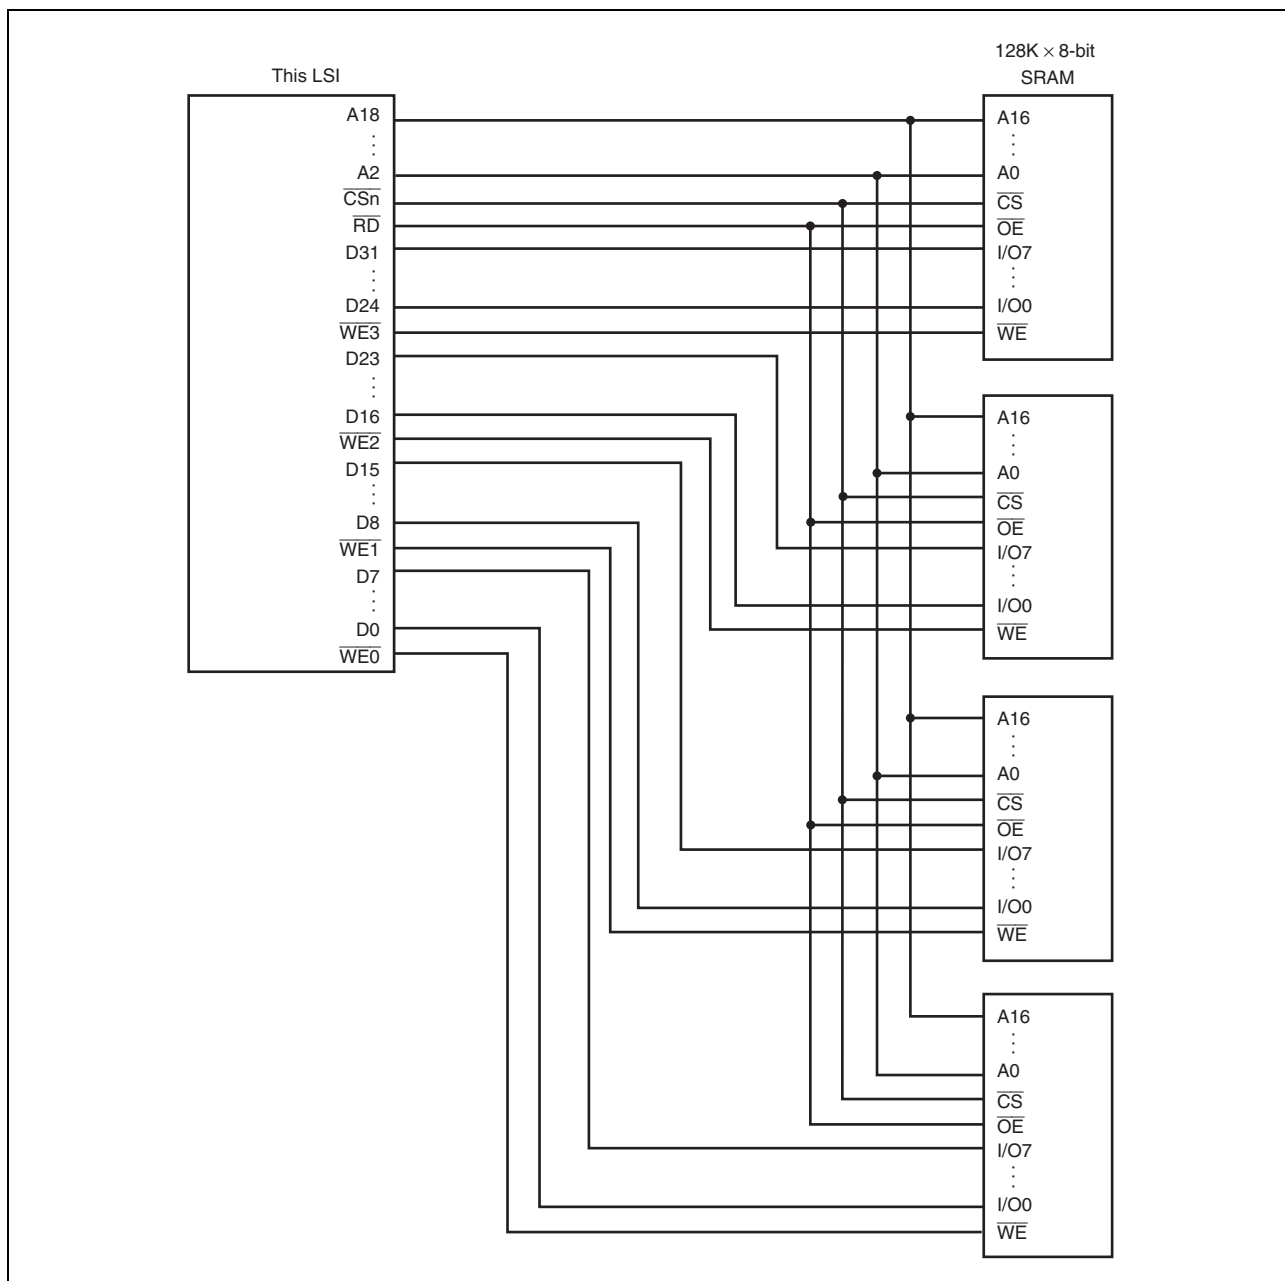 This LSI
A18
A2
CSn
RD
D31
D24
WE3
D23
D16
WE2
D15
D8
WE1
D7
D0
WE0
128K × 8-bit
SRAM
A16
A0
CS
OE
I/O7
I/O0
WE
A16
A0
CS
OE
I/O7
I/O0
WE
A16
A0
CS
OE
I/O7
I/O0
WE
A16
A0
CS
OE
I/O7
I/O0
WE